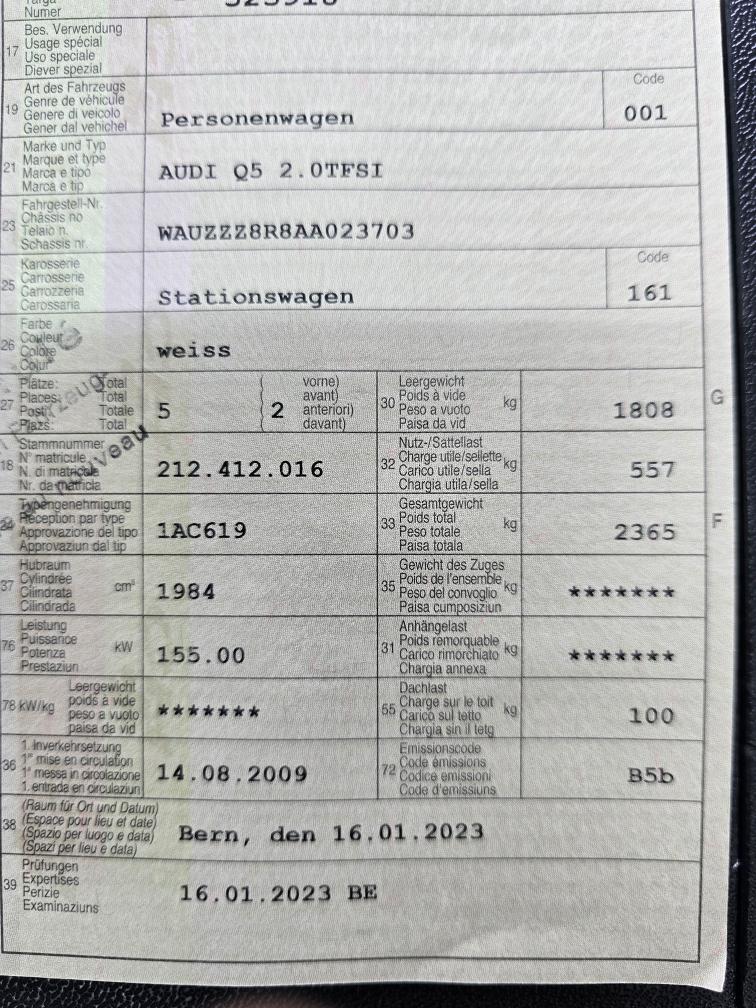 Numer
17 Bes. Verwendung
Usage spécial
Uso speciale
Diever spezial
19 Art des Fahrzeugs
Genre de véhicule
Genere di veicolo
Gener dal vehichel
Personenwagen
Code
001
21 Marke und Typ
Marque et type
Marca e tipo
Marca e tip
AUDI Q5 2.0TFSI
23 Fahrgestell-Nr.
Châssis no
Telaio n.
Schassis nr.
WAUZZZ8R8AA023703
25 Karosserie
Carrosserie
Carrozzeria
Carossaria
Stationswagen
Code
161
26 Farbe
Couleur
Colore
Colur
weiss
27 Plätze: Total
Places: Total
Posti: Totale
Plazs: Total
5
( 2 vorne)
avant)
anteriori)
davant)
30 Leergewicht
Poids à vide
Peso a vuoto
Paisa da vid
kg
1808
G
18 Stammnummer
N° matricule
N. di matricola
Nr. da matricla
212.412.016
32 Nutz-/Sattellast
Charge utile/sellette
Carico utile/sella
Chargia utila/sella
kg
557
24 Typengenehmigung
Réception par type
Approvazione del tipo
Approvaziun dal tip
1AC619
33 Gesamtgewicht
Poids total
Peso totale
Paisa totala
kg
2365
F
nouveau
37 Hubraum
Cylindrée
Cilindrata
Cilindrada
cm³
1984
35 Gewicht des Zuges
Poids de l'ensemble
Peso del convoglio
Paisa cumposiziun
kg
*******
76 Leistung
Puissance
Potenza
Prestaziun
kW
155.00
31 Anhängelast
Poids remorquable
Carico rimorchiato
Chargia annexa
kg
*******
78 kW/kg
Leergewicht
poids à vide
peso a vuoto
paisa da vid
*******
55 Dachlast
Charge sur le toit
Carico sul tetto
Chargia sin il tetg
kg
100
36 1. Inverkehrsetzung
1re mise en circulation
1a messa in circolazione
1. entrada en circulaziun
14.08.2009
72 Emissionscode
Code émissions
Codice emissioni
Code d'emissiuns
B5b
38 (Raum für Ort und Datum)
(Espace pour lieu et date)
(Spazio per luogo e data)
(Spazi per lieu e data)
Bern, den 16.01.2023
39 Prüfungen
Expertises
Perizie
Examinaziuns
16.01.2023 BE